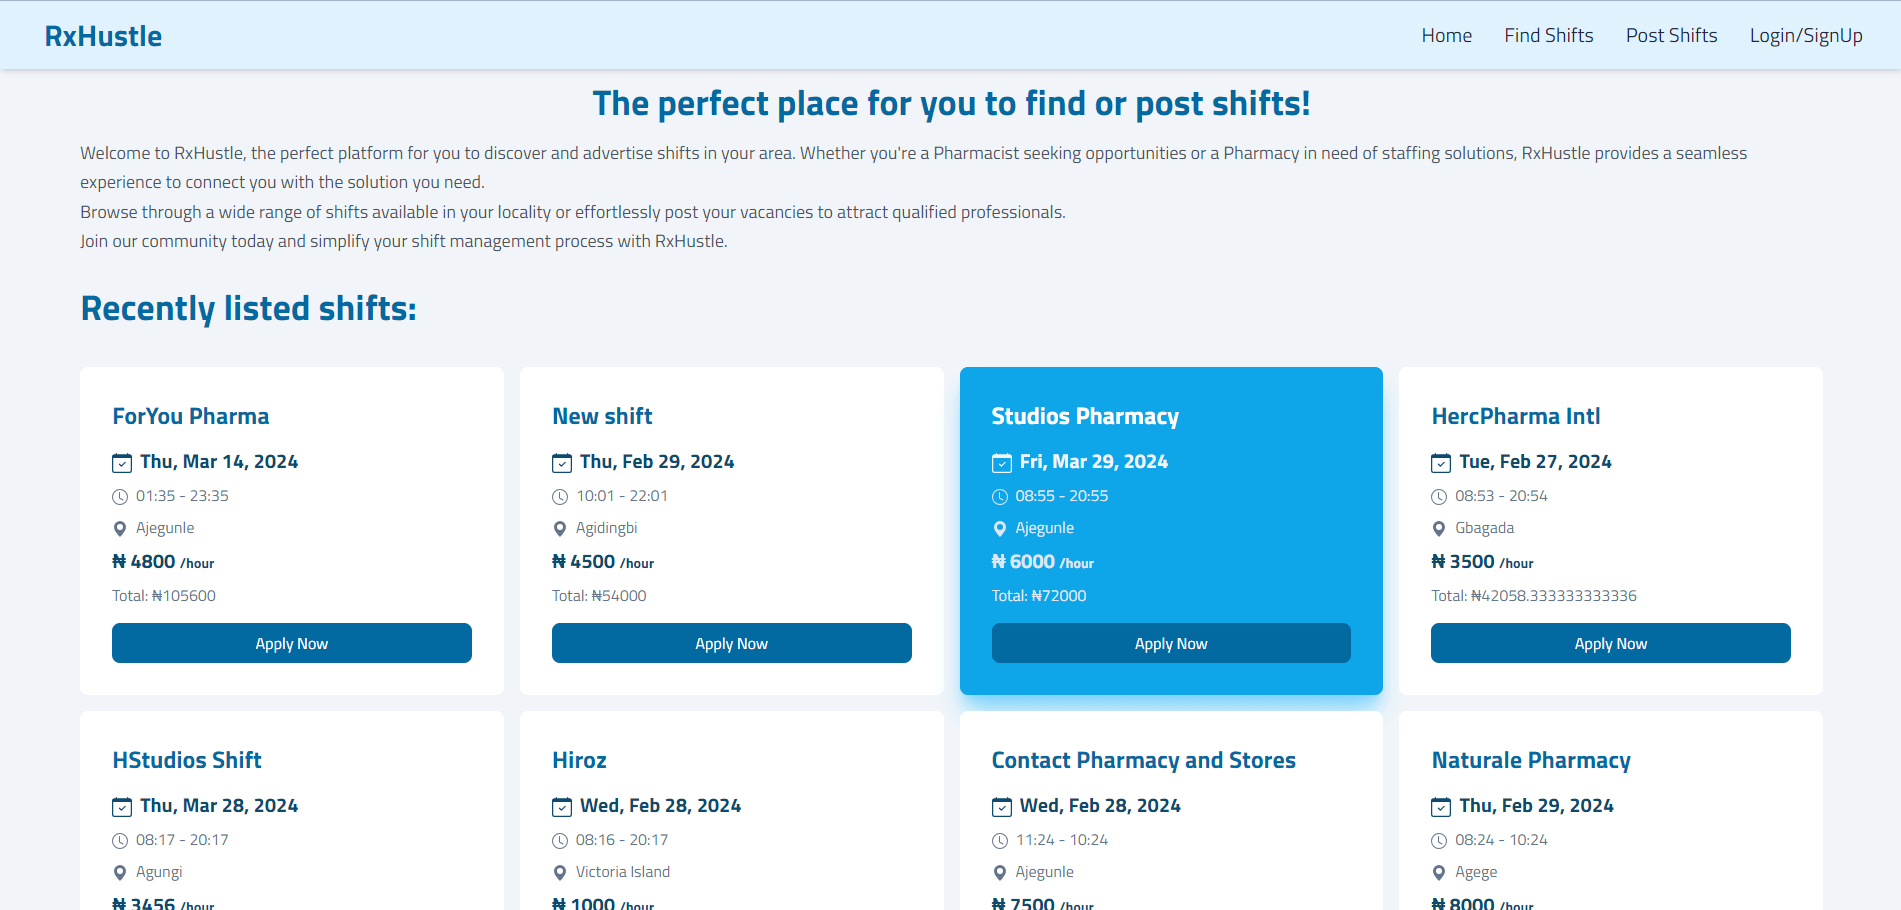 RxHustle
Home Find Shifts Post Shifts Login/SignUp
The perfect place for you to find or post shifts!
Welcome to RxHustle, the perfect platform for you to discover and advertise shifts in your area. Whether you're a Pharmacist seeking opportunities or a Pharmacy in need of staffing solutions, RxHustle provides a seamless
experience to connect you with the solution you need.
Browse through a wide range of shifts available in your locality or effortlessly post your vacancies to attract qualified professionals.
Join our community today and simplify your shift management process with RxHustle.
Recently listed shifts:
ForYou Pharma
Thu, Mar 14, 2024
01:35 - 23:35
Ajegunle
₦ 4800 /hour
Total: ₦105600
Apply Now
New shift
Thu, Feb 29, 2024
10:01 - 22:01
Agidingbi
₦ 4500 /hour
Total: ₦54000
Apply Now
Studios Pharmacy
Fri, Mar 29, 2024
08:55 - 20:55
Ajegunle
₦ 6000 /hour
Total: ₦72000
Apply Now
HercPharma Intl
Tue, Feb 27, 2024
08:53 - 20:54
Gbagada
₦ 3500 /hour
Total: ₦42058.333333333336
Apply Now
HStudios Shift
Thu, Mar 28, 2024
08:17 - 20:17
Agungi
₦ 3456 /hour
Hiroz
Wed, Feb 28, 2024
08:16 - 20:17
Victoria Island
₦ 1000 /hour
Contact Pharmacy and Stores
Wed, Feb 28, 2024
11:24 - 10:24
Ajegunle
₦ 7500 /hour
Naturale Pharmacy
Thu, Feb 29, 2024
08:24 - 10:24
Agege
₦ 8000 /hour